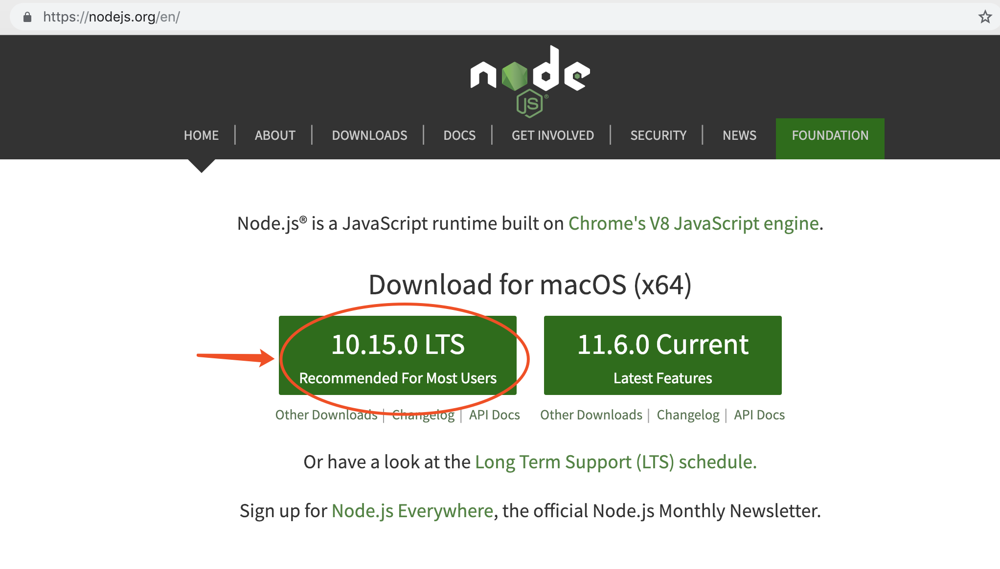 https://nodejs.org/en/
node
JS®
HOME | ABOUT | DOWNLOADS | DOCS | GET INVOLVED | SECURITY | NEWS FOUNDATION
Node.js® is a JavaScript runtime built on Chrome's V8 JavaScript engine.
Download for macOS (x64)
10.15.0 LTS
Recommended For Most Users
Other Downloads | Changelog | API Docs
11.6.0 Current
Latest Features
Other Downloads | Changelog | API Docs
Or have a look at the Long Term Support (LTS) schedule.
Sign up for Node.js Everywhere, the official Node.js Monthly Newsletter.